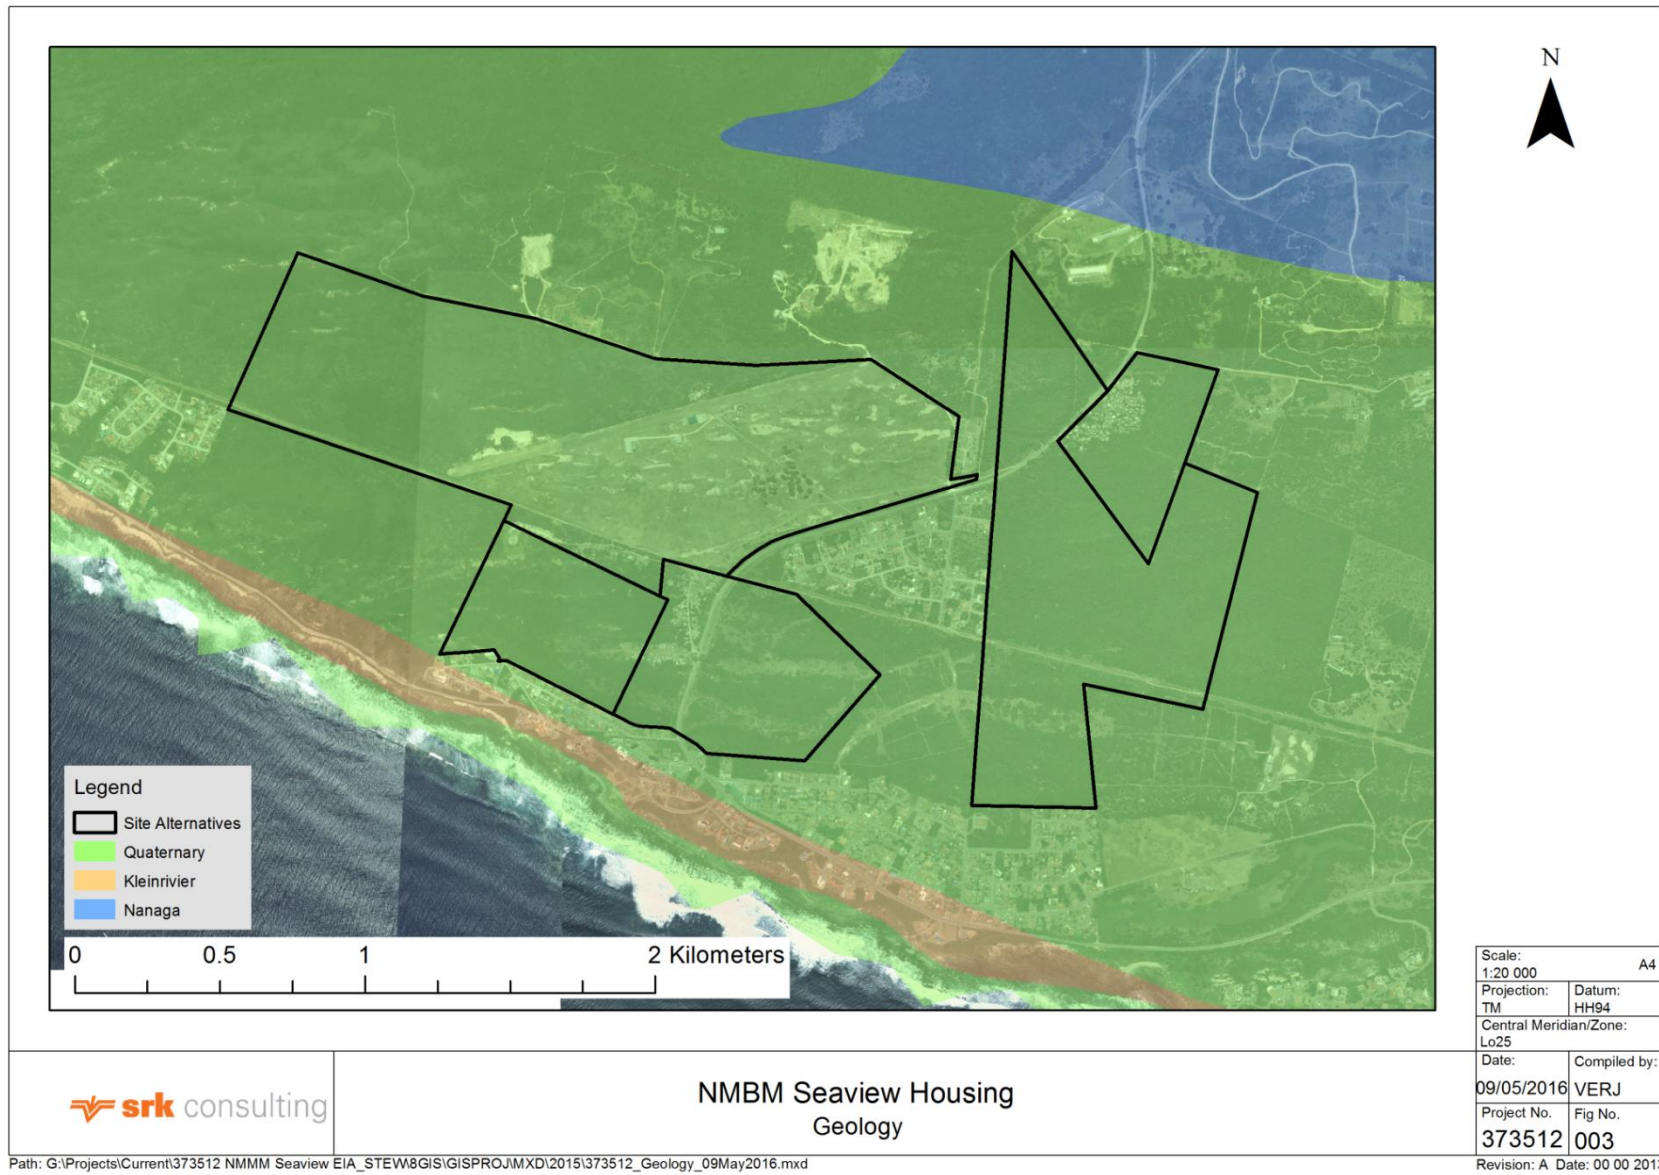 N
Legend
Site Alternatives
Quaternary
Kleinrivier
Nanaga
0 0.5 1 2 Kilometers
Scale:
1:20 000 A4
Projection: Datum:
TM HH94
Central Meridian/Zone:
Lo25
Date: Compiled by:
09/05/2016 VERJ
Project No. Fig No.
373512 003
srk consulting
NMBM Seaview Housing
Geology
Path: G:\Projects\Current\373512 NMMM Seaview EIA_STEW\8GIS\GISPROJ\MXD\2015\373512_Geology_09May2016.mxd
Revision: A Date: 00 00 201